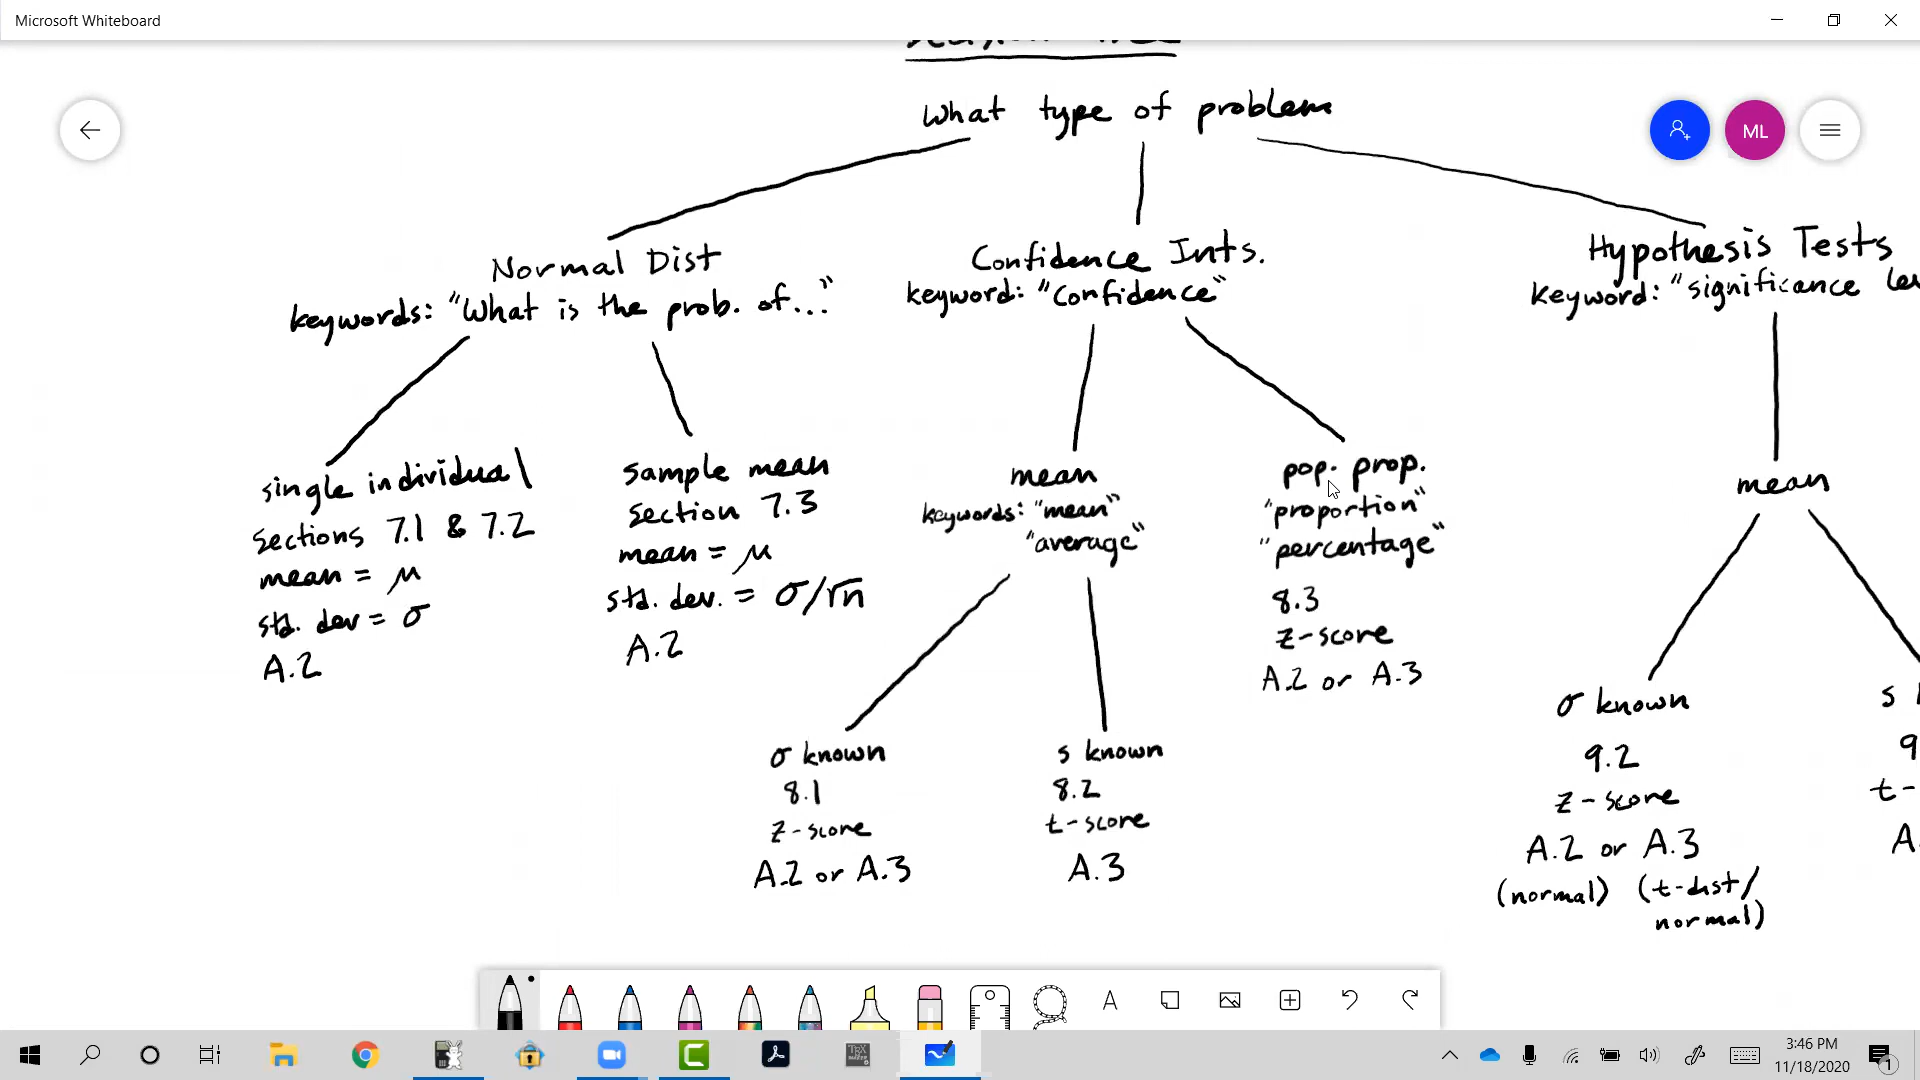 Microsoft Whiteboard
What type of problem
ML
Normal Dist
keywords: "What is the prob. of..."
Confidence Ints.
keyword: "Confidence"
Hypothesis Tests
keyword: "significance
single individual
sections 7.1 & 7.2
mean = μ
std. dev = σ
A.2
sample mean
section 7.3
mean = μ
std. dev. = σ/√n
A.2
mean
keywords: "mean"
"average"
pop. prop.
"proportion"
"percentage"
8.3
z-score
A.2 or A.3
mean
σ known
8.1
z-score
A.2 or A.3
s known
8.2
t-score
A.3
σ known
9.2
z-score
A.2 or A.3
(normal) (t-dist/
normal)
s
9
t-
A.
A
TEX
3:46 PM
11/18/2020
1